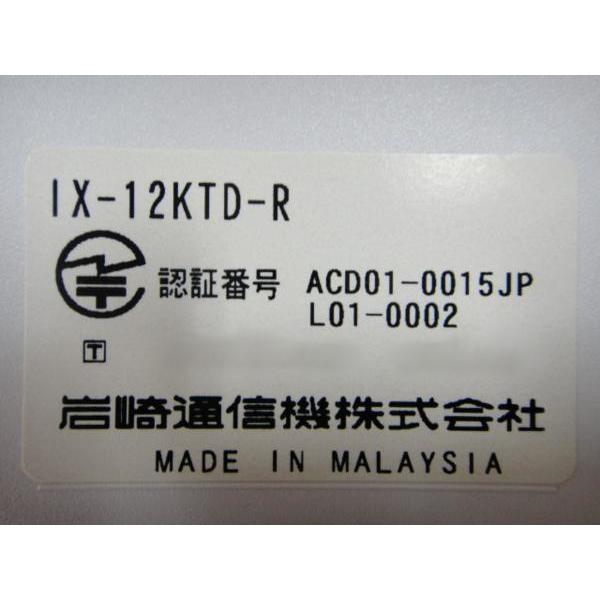 IX-12KTD-R
認証番号 ACD01-0015JP
L01-0002
T
岩崎通信機株式会社
MADE IN MALAYSIA